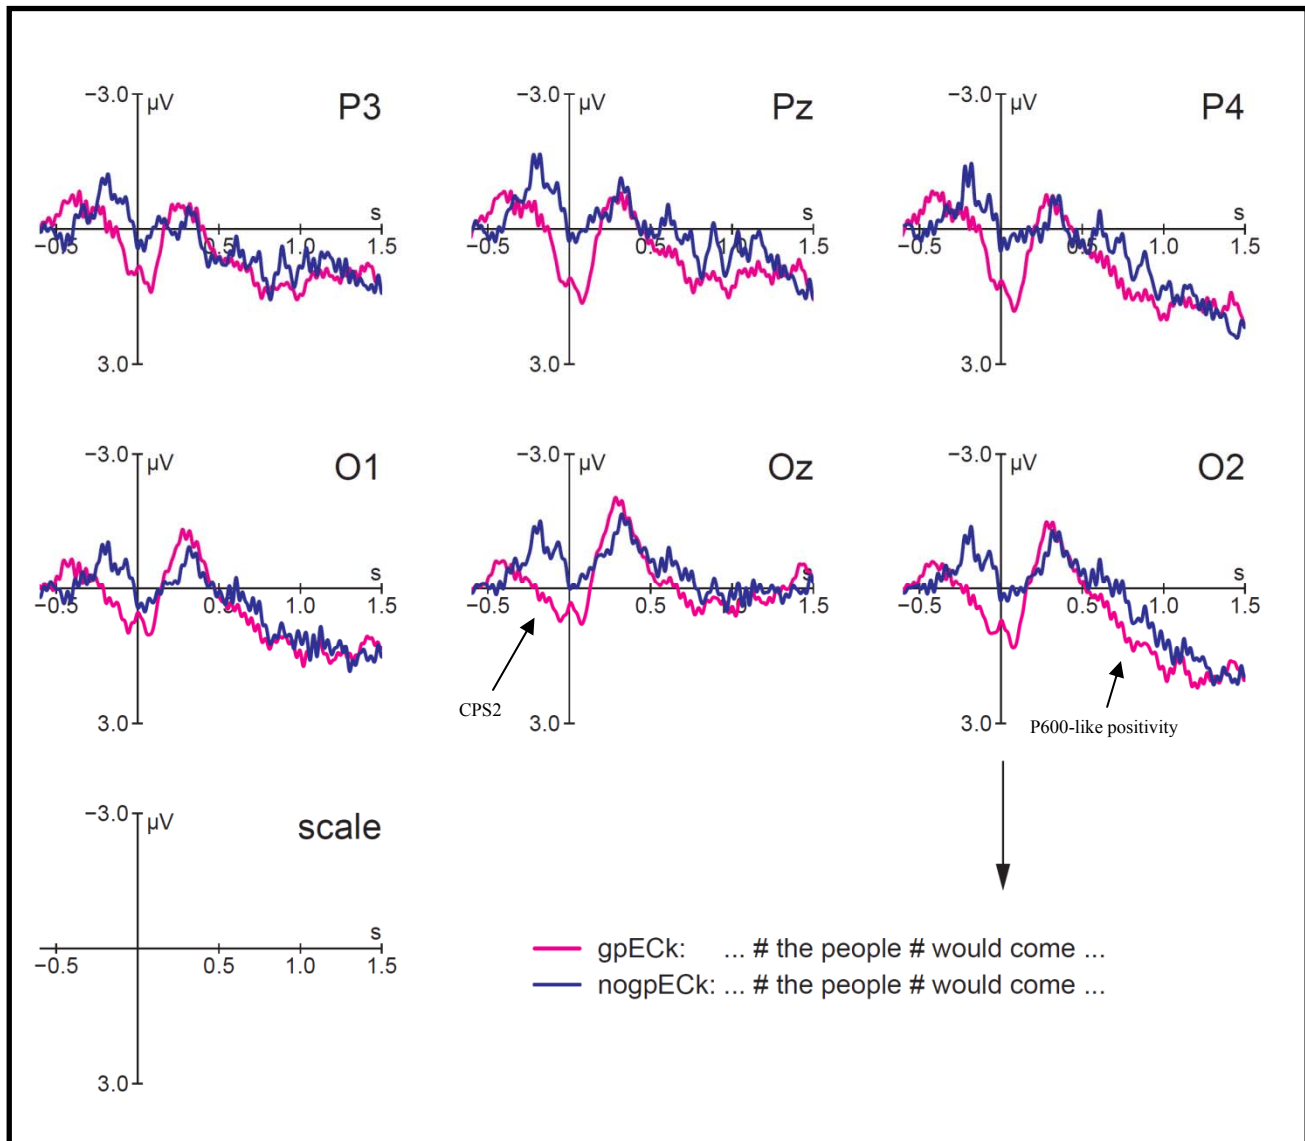 −3.0 µV P3
s
−0.5 0.5 1.0 1.5
3.0
−3.0 µV Pz
s
−0.5 0.5 1.0 1.5
3.0
−3.0 µV P4
s
−0.5 0.5 1.0 1.5
3.0
−3.0 µV O1
s
−0.5 0.5 1.0 1.5
3.0
−3.0 µV Oz
s
−0.5 0.5 1.0 1.5
CPS2
3.0
−3.0 µV O2
s
−0.5 0.5 1.0 1.5
3.0
P600-like positivity
−3.0 µV scale
s
−0.5 0.5 1.0 1.5
3.0
gpECk: ... # the people # would come ...
nogpECk: ... # the people # would come ...